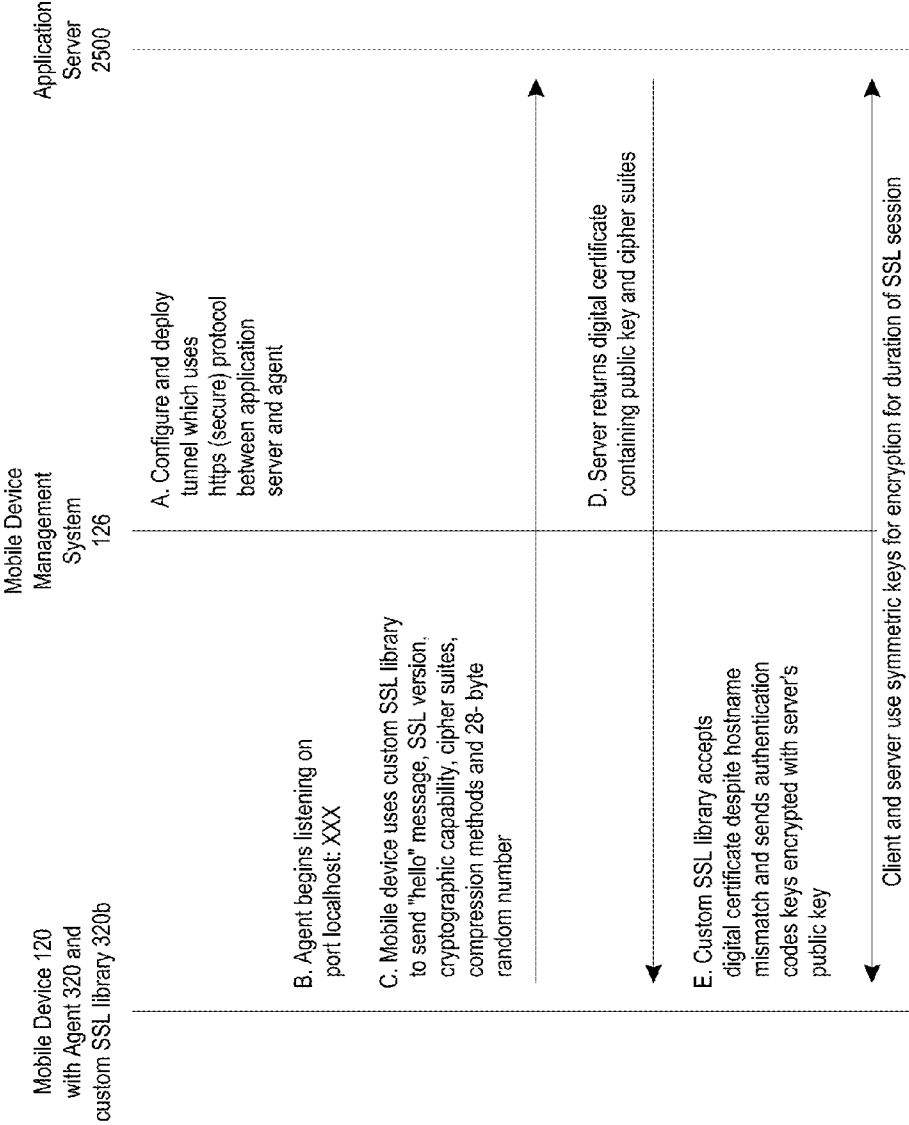 Mobile Device 120
with Agent 320 and
custom SSL library 320b
Mobile Device
Management
System
126
Application
Server
2500
A. Configure and deploy
tunnel which uses
https (secure) protocol
between application
server and agent
B. Agent begins listening on
port localhost: XXX
C. Mobile device uses custom SSL library
to send "hello" message, SSL version,
cryptographic capability, cipher suites,
compression methods and 28- byte
random number
D. Server returns digital certificate
containing public key and cipher suites
E. Custom SSL library accepts
digital certificate despite hostname
mismatch and sends authentication
codes keys encrypted with server's
public key
Client and server use symmetric keys for encryption for duration of SSL session